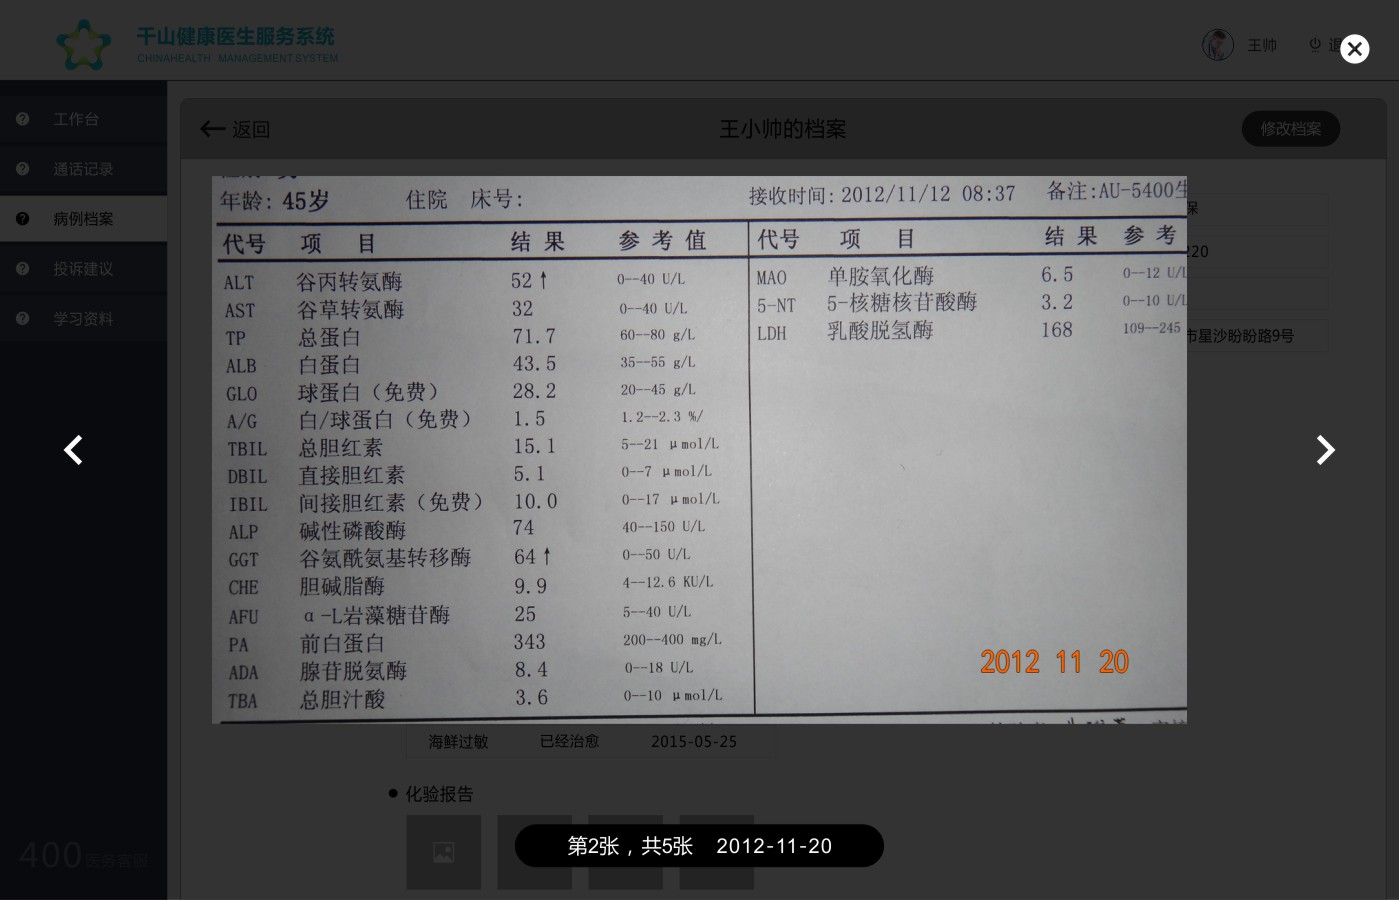 千山健康医生服务系统
CHINAHEALTH MANAGEMENT SYSTEM
王帅
工作台
通话记录
病例档案
投诉建议
学习资料
400医务管家
返回 王小帅的档案 修改档案
年龄: 45岁 住院 床号: 接收时间: 2012/11/12 08:37 备注:AU-5400生
代号 项 目 结 果 参 考 值 代号 项 目 结 果 参 考
ALT 谷丙转氨酶 52↑ 0--40 U/L MAO 单胺氧化酶 6.5 0--12 U/L
AST 谷草转氨酶 32 0--40 U/L 5-NT 5-核糖核苷酸酶 3.2 0--10 U/L
TP 总蛋白 71.7 60--80 g/L LDH 乳酸脱氢酶 168 109--245
ALB 白蛋白 43.5 35--55 g/L
GLO 球蛋白（免费） 28.2 20--45 g/L
A/G 白/球蛋白（免费） 1.5 1.2--2.3 %/
TBIL 总胆红素 15.1 5--21 μmol/L
DBIL 直接胆红素 5.1 0--7 μmol/L
IBIL 间接胆红素（免费） 10.0 0--17 μmol/L
ALP 碱性磷酸酶 74 40--150 U/L
GGT 谷氨酰氨基转移酶 64↑ 0--50 U/L
CHE 胆碱脂酶 9.9 4--12.6 KU/L
AFU α-L岩藻糖苷酶 25 5--40 U/L
PA 前白蛋白 343 200--400 mg/L
ADA 腺苷脱氨酶 8.4 0--18 U/L
TBA 总胆汁酸 3.6 0--10 μmol/L
2012 11 20
保
220
市星沙盼盼路9号
海鲜过敏 已经治愈 2015-05-25
化验报告
第2张，共5张 2012-11-20